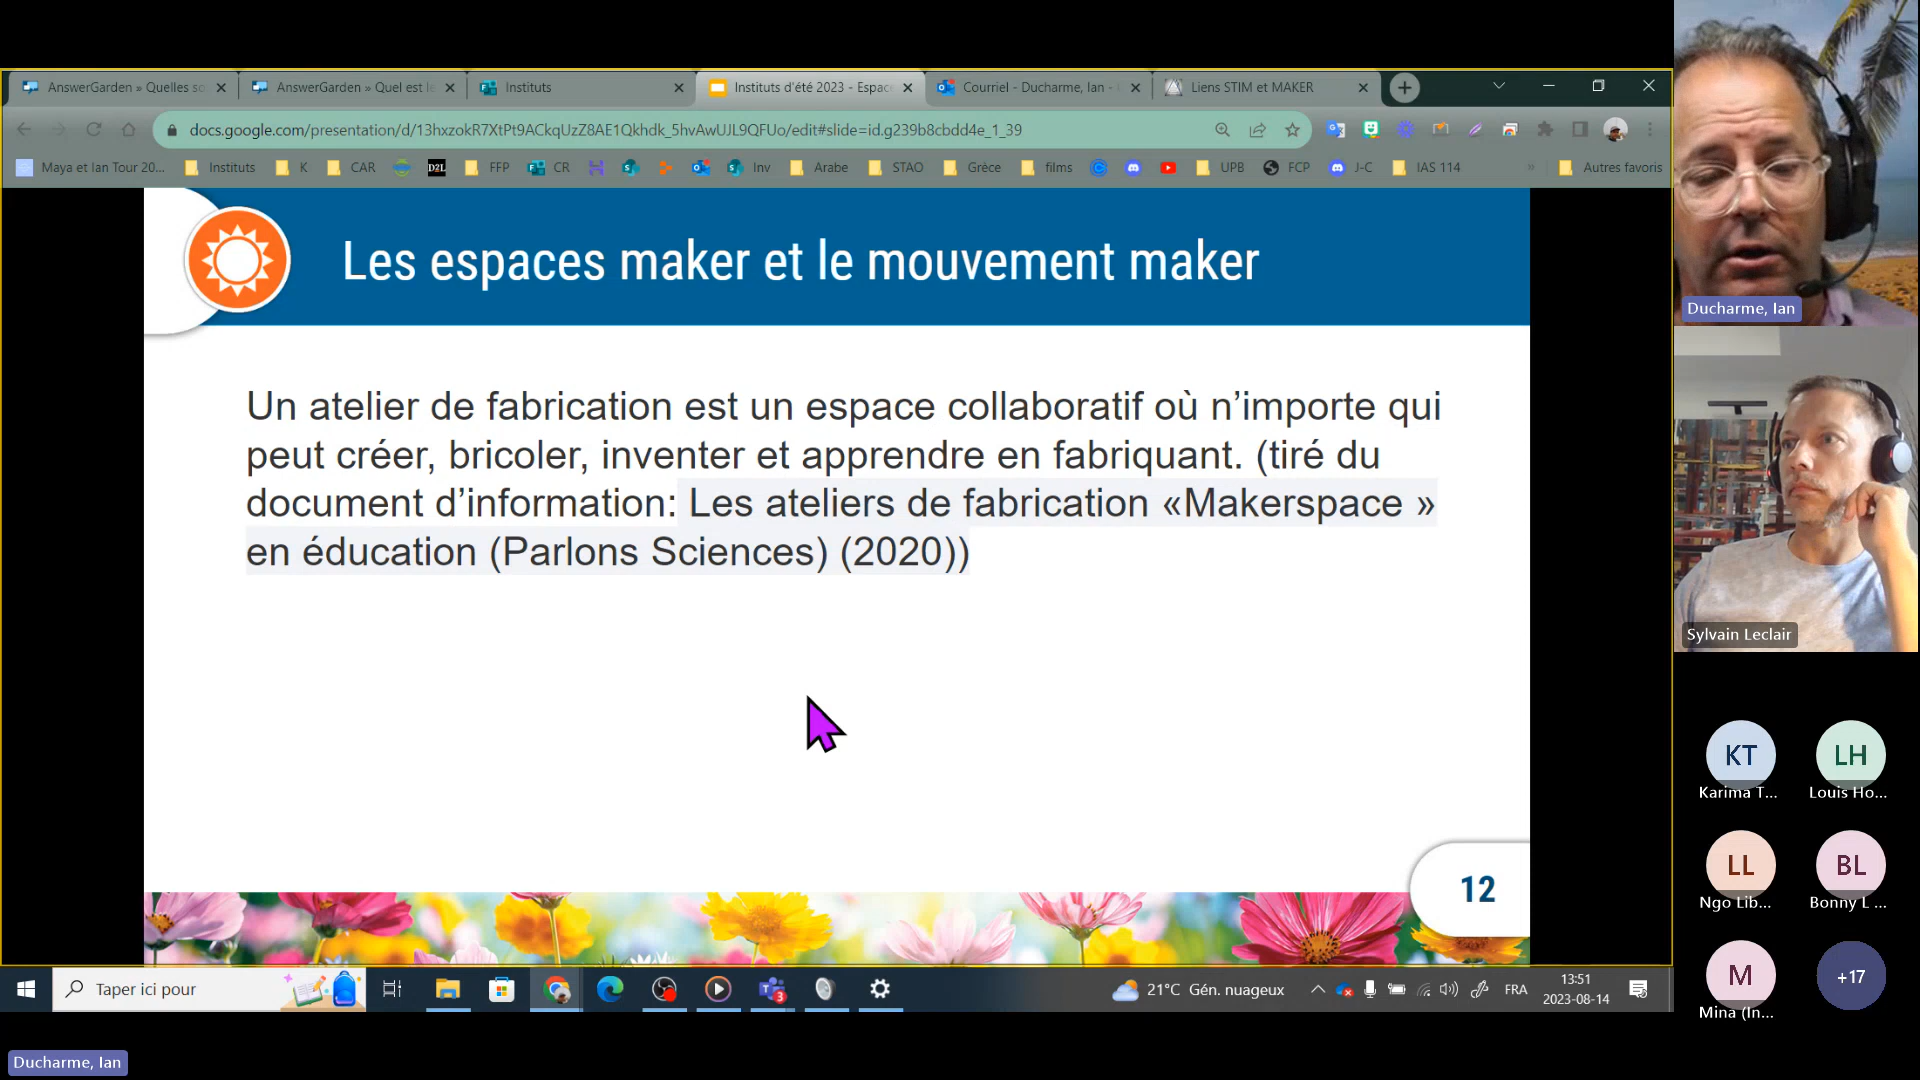 AnswerGarden » Quelles so
AnswerGarden » Quel est le
Instituts
Instituts d'été 2023 - Espac
Courriel - Ducharme, Ian -
Liens STIM et MAKER
docs.google.com/presentation/d/13hxzokR7XtPt9ACkqUzZ8AE1Qkhdk_5hvAwUJL9QFUo/edit#slide=id.g239b8cbdd4e_1_39
Maya et Ian Tour 20...
Instituts
K
CAR
D2L
FFP
CR
Inv
Arabe
STAO
Grèce
films
UPB
FCP
J-C
IAS 114
»
Autres favoris
Les espaces maker et le mouvement maker
Un atelier de fabrication est un espace collaboratif où n'importe qui
peut créer, bricoler, inventer et apprendre en fabriquant. (tiré du
document d'information: Les ateliers de fabrication «Makerspace »
en éducation (Parlons Sciences) (2020))
12
Taper ici pour
3
21°C Gén. nuageux
FRA
13:51
2023-08-14
Ducharme, Ian
Sylvain Leclair
KT
Karima T...
LH
Louis Ho...
LL
Ngo Lib...
BL
Bonny L ...
M
Mina (In...
+17
Ducharme, Ian